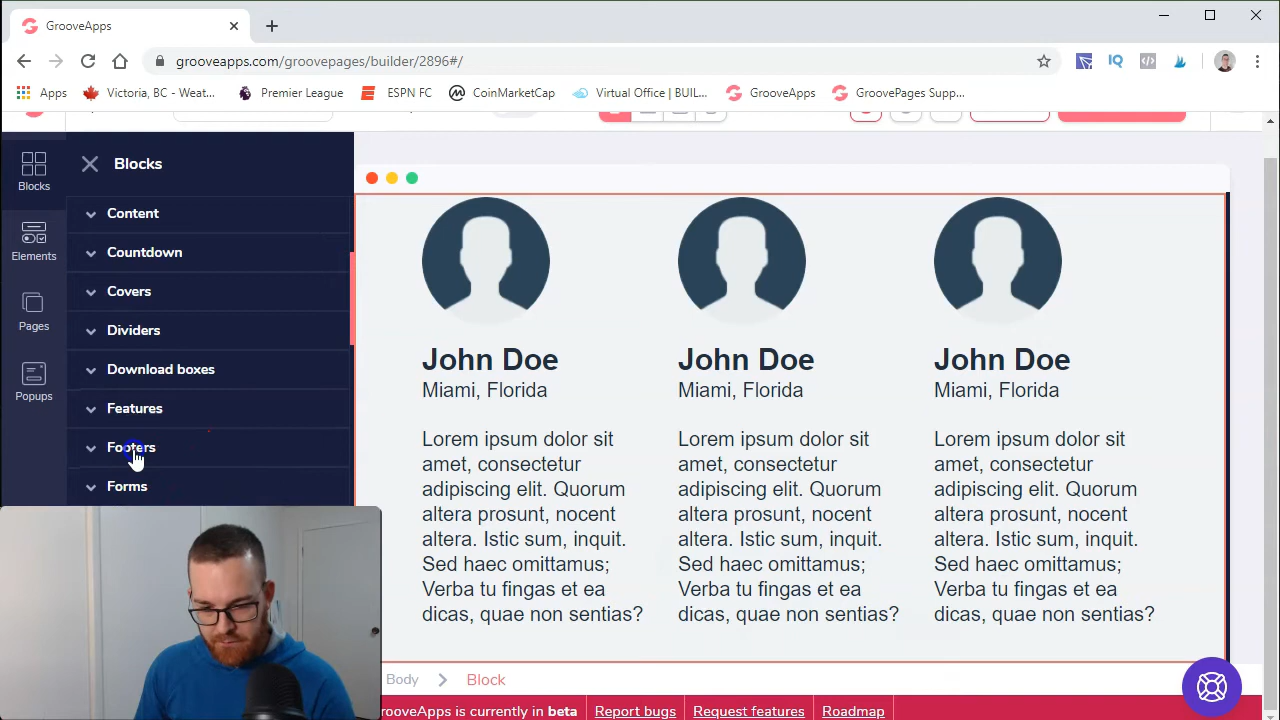 GrooveApps
grooveapps.com/groovepages/builder/2896#/
Apps
Victoria, BC - Weat...
Premier League
ESPN FC
CoinMarketCap
Virtual Office | BUIL...
GrooveApps
GroovePages Supp...
Blocks
Elements
Pages
Popups
Blocks
Content
Countdown
Covers
Dividers
Download boxes
Features
Footers
Forms
John Doe
Miami, Florida
Lorem ipsum dolor sit
amet, consectetur
adipiscing elit. Quorum
altera prosunt, nocent
altera. Istic sum, inquit.
Sed haec omittamus;
Verba tu fingas et ea
dicas, quae non sentias?
John Doe
Miami, Florida
Lorem ipsum dolor sit
amet, consectetur
adipiscing elit. Quorum
altera prosunt, nocent
altera. Istic sum, inquit.
Sed haec omittamus;
Verba tu fingas et ea
dicas, quae non sentias?
John Doe
Miami, Florida
Lorem ipsum dolor sit
amet, consectetur
adipiscing elit. Quorum
altera prosunt, nocent
altera. Istic sum, inquit.
Sed haec omittamus;
Verba tu fingas et ea
dicas, quae non sentias?
Body > Block
rooveApps is currently in beta Report bugs Request features Roadmap